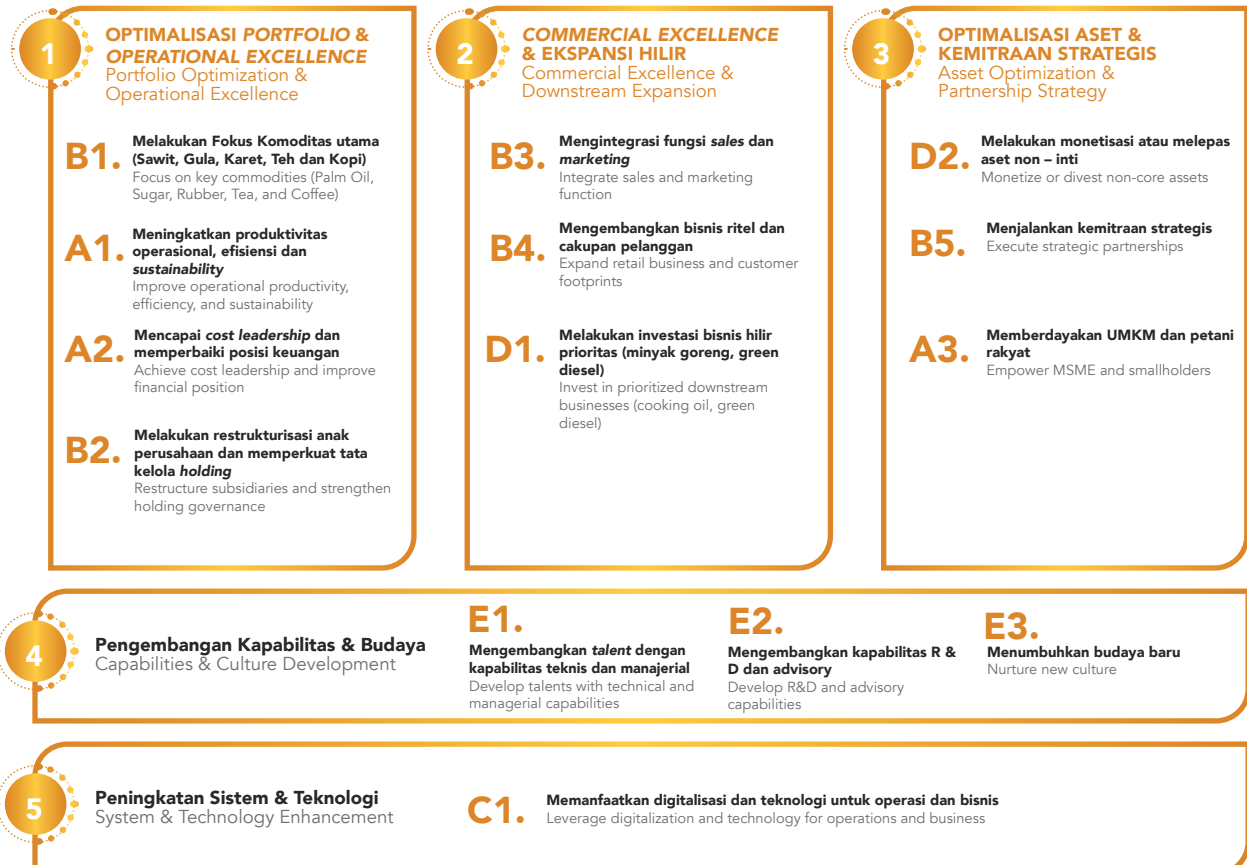 1
OPTIMALISASI PORTFOLIO &
OPERATIONAL EXCELLENCE
Portfolio Optimization &
Operational Excellence
B1.
Melakukan Fokus Komoditas utama
(Sawit, Gula, Karet, Teh dan Kopi)
Focus on key commodities (Palm Oil,
Sugar, Rubber, Tea, and Coffee)
A1.
Meningkatkan produktivitas
operasional, efisiensi dan
sustainability
Improve operational productivity,
efficiency, and sustainability
A2.
Mencapai cost leadership dan
memperbaiki posisi keuangan
Achieve cost leadership and improve
financial position
B2.
Melakukan restrukturisasi anak
perusahaan dan memperkuat tata
kelola holding
Restructure subsidiaries and strengthen
holding governance
2
COMMERCIAL EXCELLENCE
& EKSPANSI HILIR
Commercial Excellence &
Downstream Expansion
B3.
Mengintegrasi fungsi sales dan
marketing
Integrate sales and marketing
function
B4.
Mengembangkan bisnis ritel dan
cakupan pelanggan
Expand retail business and customer
footprints
D1.
Melakukan investasi bisnis hilir
prioritas (minyak goreng, green
diesel)
Invest in prioritized downstream
businesses (cooking oil, green
diesel)
3
OPTIMALISASI ASET &
KEMITRAAN STRATEGIS
Asset Optimization &
Partnership Strategy
D2.
Melakukan monetisasi atau melepas
aset non – inti
Monetize or divest non-core assets
B5.
Menjalankan kemitraan strategis
Execute strategic partnerships
A3.
Memberdayakan UMKM dan petani
rakyat
Empower MSME and smallholders
4
Pengembangan Kapabilitas & Budaya
Capabilities & Culture Development
E1.
Mengembangkan talent dengan
kapabilitas teknis dan manajerial
Develop talents with technical and
managerial capabilities
E2.
Mengembangkan kapabilitas R &
D dan advisory
Develop R&D and advisory
capabilities
E3.
Menumbuhkan budaya baru
Nurture new culture
5
Peningkatan Sistem & Teknologi
System & Technology Enhancement
C1.
Memanfaatkan digitalisasi dan teknologi untuk operasi dan bisnis
Leverage digitalization and technology for operations and business